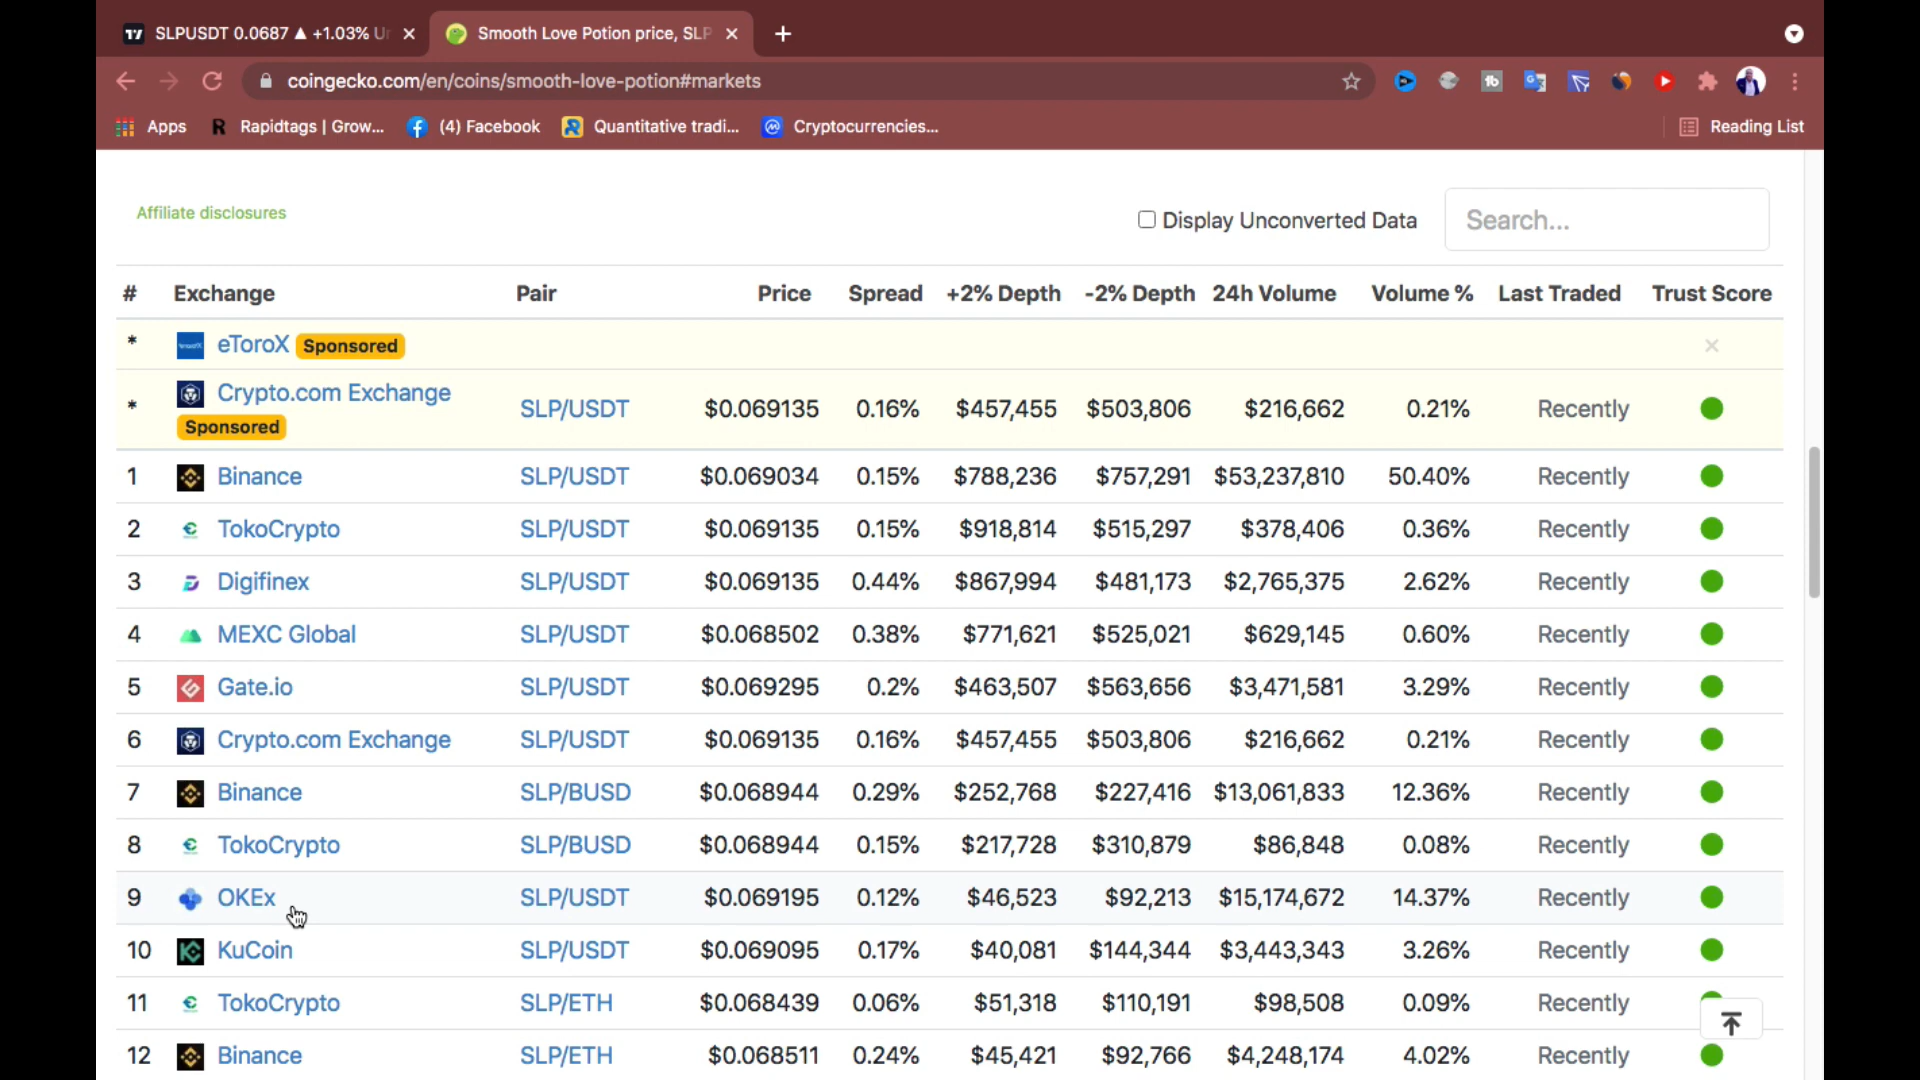 SLPUSDT 0.0687 ▲ +1.03% Un
Smooth Love Potion price, SLP
coingecko.com/en/coins/smooth-love-potion#markets
Apps
Rapidtags | Grow...
(4) Facebook
Quantitative tradi...
Cryptocurrencies...
Reading List
Affiliate disclosures
Display Unconverted Data
Search...
# Exchange Pair Price Spread +2% Depth -2% Depth 24h Volume Volume % Last Traded Trust Score
* eToroX Sponsored
* Crypto.com Exchange SLP/USDT $0.069135 0.16% $457,455 $503,806 $216,662 0.21% Recently
Sponsored
1 Binance SLP/USDT $0.069034 0.15% $788,236 $757,291 $53,237,810 50.40% Recently
2 TokoCrypto SLP/USDT $0.069135 0.15% $918,814 $515,297 $378,406 0.36% Recently
3 Digifinex SLP/USDT $0.069135 0.44% $867,994 $481,173 $2,765,375 2.62% Recently
4 MEXC Global SLP/USDT $0.068502 0.38% $771,621 $525,021 $629,145 0.60% Recently
5 Gate.io SLP/USDT $0.069295 0.2% $463,507 $563,656 $3,471,581 3.29% Recently
6 Crypto.com Exchange SLP/USDT $0.069135 0.16% $457,455 $503,806 $216,662 0.21% Recently
7 Binance SLP/BUSD $0.068944 0.29% $252,768 $227,416 $13,061,833 12.36% Recently
8 TokoCrypto SLP/BUSD $0.068944 0.15% $217,728 $310,879 $86,848 0.08% Recently
9 OKEx SLP/USDT $0.069195 0.12% $46,523 $92,213 $15,174,672 14.37% Recently
10 KuCoin SLP/USDT $0.069095 0.17% $40,081 $144,344 $3,443,343 3.26% Recently
11 TokoCrypto SLP/ETH $0.068439 0.06% $51,318 $110,191 $98,508 0.09% Recently
12 Binance SLP/ETH $0.068511 0.24% $45,421 $92,766 $4,248,174 4.02% Recently